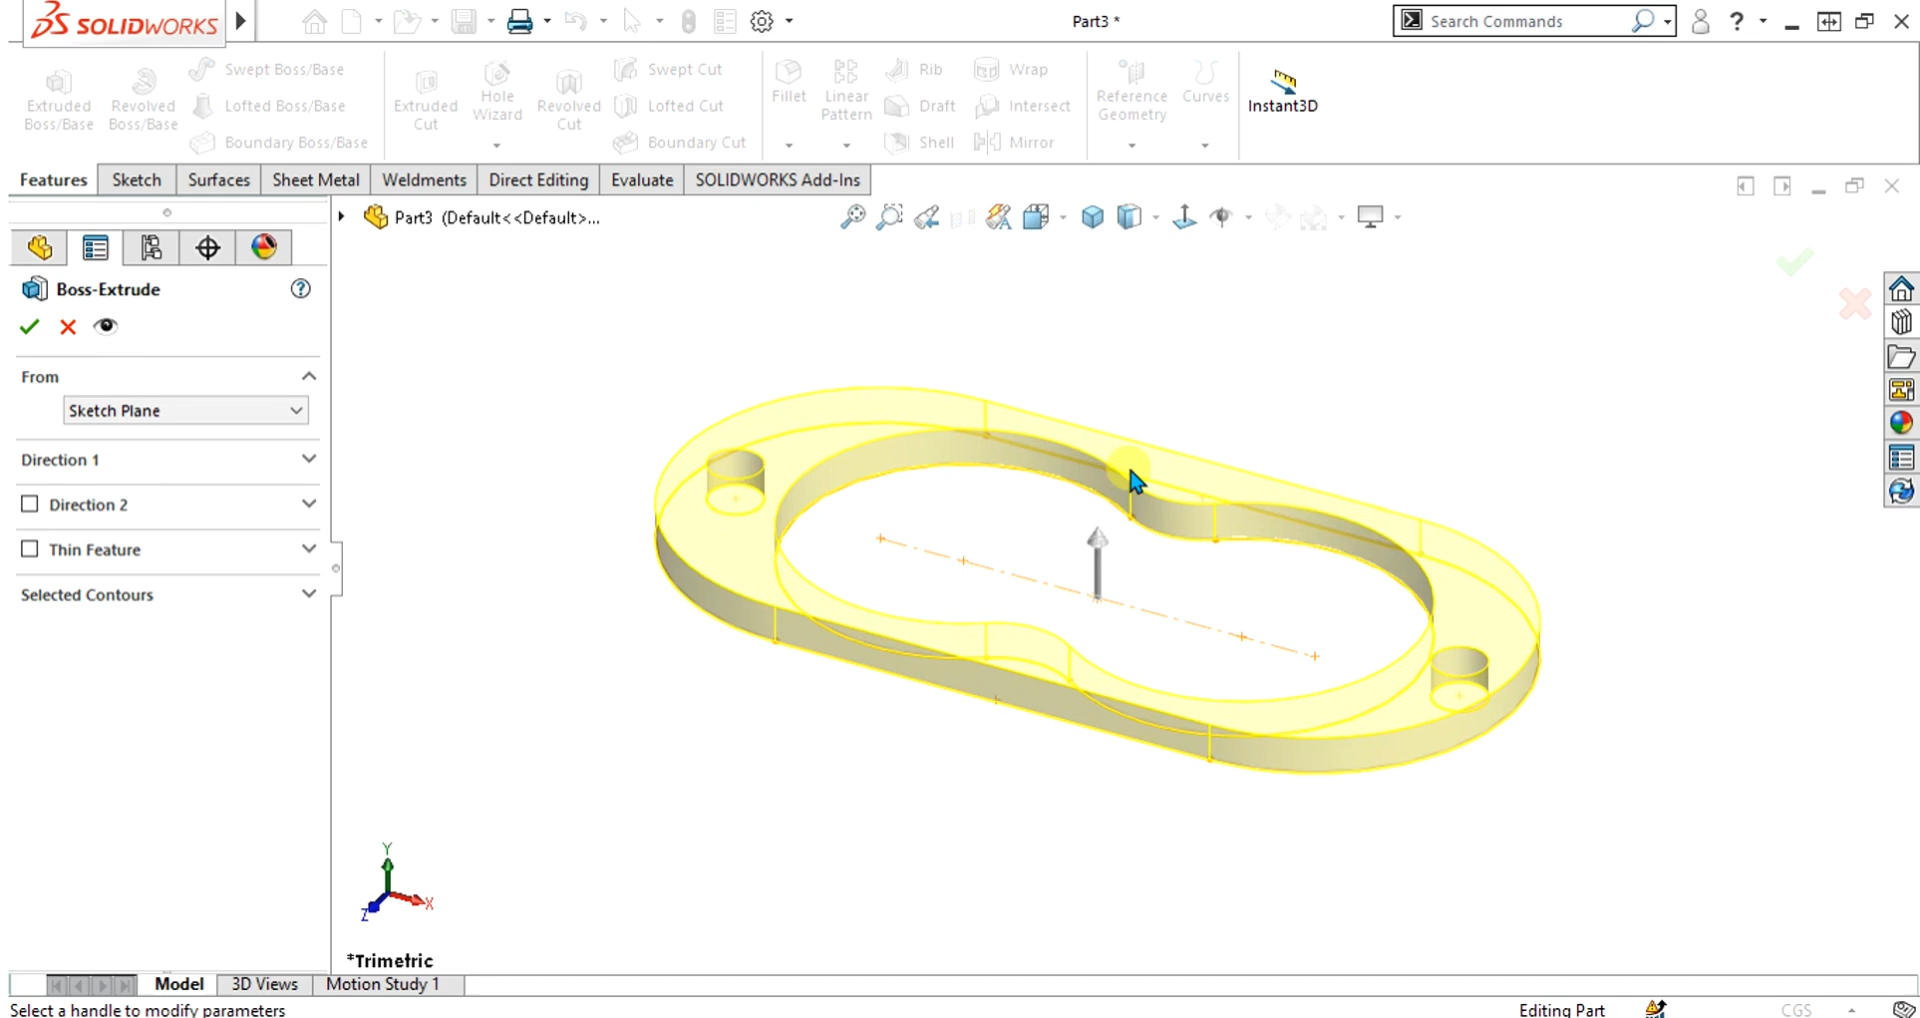 SOLIDWORKS
Part3 *
Search Commands
?
Extruded Boss/Base
Revolved Boss/Base
Swept Boss/Base
Lofted Boss/Base
Boundary Boss/Base
Extruded Cut
Hole Wizard
Revolved Cut
Swept Cut
Lofted Cut
Boundary Cut
Fillet
Linear Pattern
Rib
Draft
Shell
Wrap
Intersect
Mirror
Reference Geometry
Curves
Instant3D
Features
Sketch
Surfaces
Sheet Metal
Weldments
Direct Editing
Evaluate
SOLIDWORKS Add-Ins
Part3 (Default<<Default>...
Boss-Extrude
?
From
Sketch Plane
Direction 1
Direction 2
Thin Feature
Selected Contours
Y
X
Z
*Trimetric
Model
3D Views
Motion Study 1
Select a handle to modify parameters
Editing Part
CGS